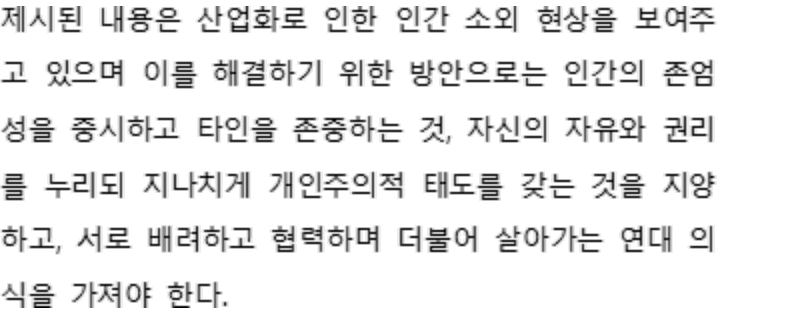 제시된 내용은 산업화로 인한 인간 소외 현상을 보여주
고 있으며 이를 해결하기 위한 방안으로는 인간의 존엄
성을 중시하고 타인을 존중하는 것, 자신의 자유와 권리
를 누리되 지나치게 개인주의적 태도를 갖는 것을 지양
하고, 서로 배려하고 협력하며 더불어 살아가는 연대 의
식을 가져야 한다.